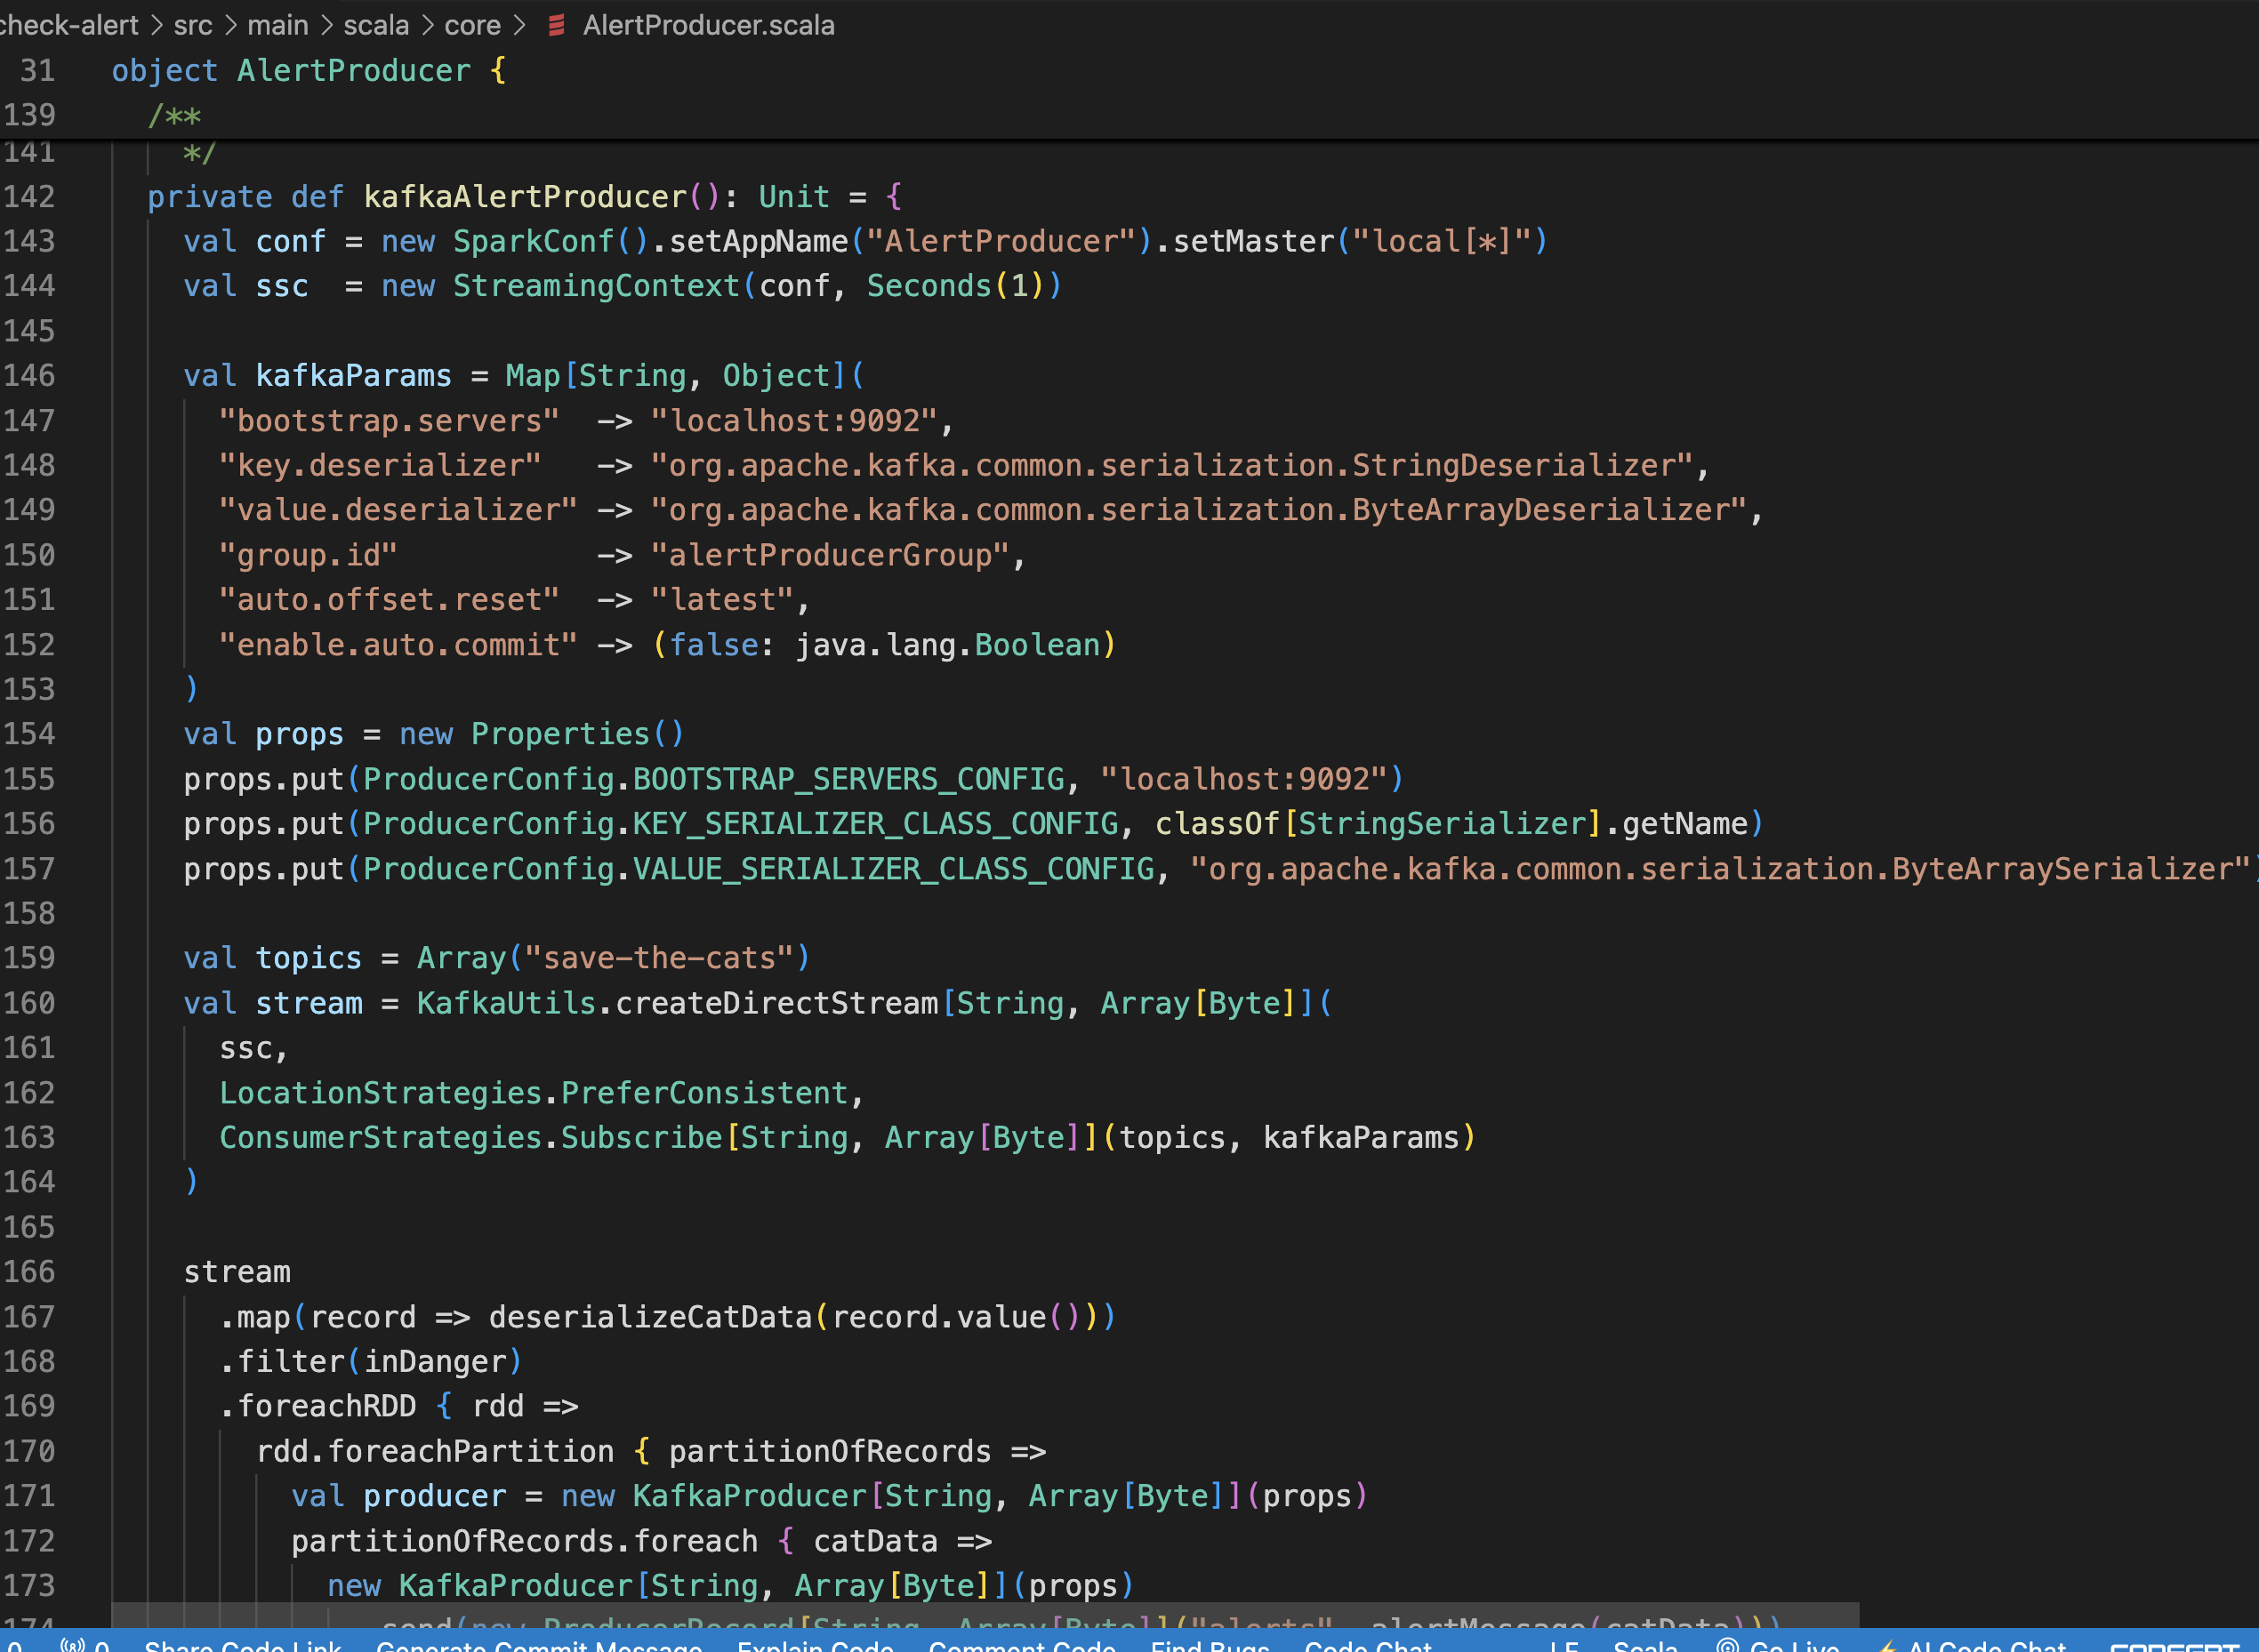 check-alert > src > main > scala > core > AlertProducer.scala
31 object AlertProducer {
139 /**
141 */
142 private def kafkaAlertProducer(): Unit = {
143 val conf = new SparkConf().setAppName("AlertProducer").setMaster("local[*]")
144 val ssc  = new StreamingContext(conf, Seconds(1))
145
146 val kafkaParams = Map[String, Object](
147 "bootstrap.servers"  -> "localhost:9092",
148 "key.deserializer"   -> "org.apache.kafka.common.serialization.StringDeserializer",
149 "value.deserializer" -> "org.apache.kafka.common.serialization.ByteArrayDeserializer",
150 "group.id"           -> "alertProducerGroup",
151 "auto.offset.reset"  -> "latest",
152 "enable.auto.commit" -> (false: java.lang.Boolean)
153 )
154 val props = new Properties()
155 props.put(ProducerConfig.BOOTSTRAP_SERVERS_CONFIG, "localhost:9092")
156 props.put(ProducerConfig.KEY_SERIALIZER_CLASS_CONFIG, classOf[StringSerializer].getName)
157 props.put(ProducerConfig.VALUE_SERIALIZER_CLASS_CONFIG, "org.apache.kafka.common.serialization.ByteArraySerializer")
158
159 val topics = Array("save-the-cats")
160 val stream = KafkaUtils.createDirectStream[String, Array[Byte]](
161 ssc,
162 LocationStrategies.PreferConsistent,
163 ConsumerStrategies.Subscribe[String, Array[Byte]](topics, kafkaParams)
164 )
165
166 stream
167 .map(record => deserializeCatData(record.value()))
168 .filter(inDanger)
169 .foreachRDD { rdd =>
170 rdd.foreachPartition { partitionOfRecords =>
171 val producer = new KafkaProducer[String, Array[Byte]](props)
172 partitionOfRecords.foreach { catData =>
173 new KafkaProducer[String, Array[Byte]](props)
174 .send(new ProducerRecord[String, Array[Byte]]("alerts", alertMessage(catData)))
0 0 Share Code Link Generate Commit Message Explain Code Comment Code Find Bugs Code Chat LF Scala Go Live AI Code Chat